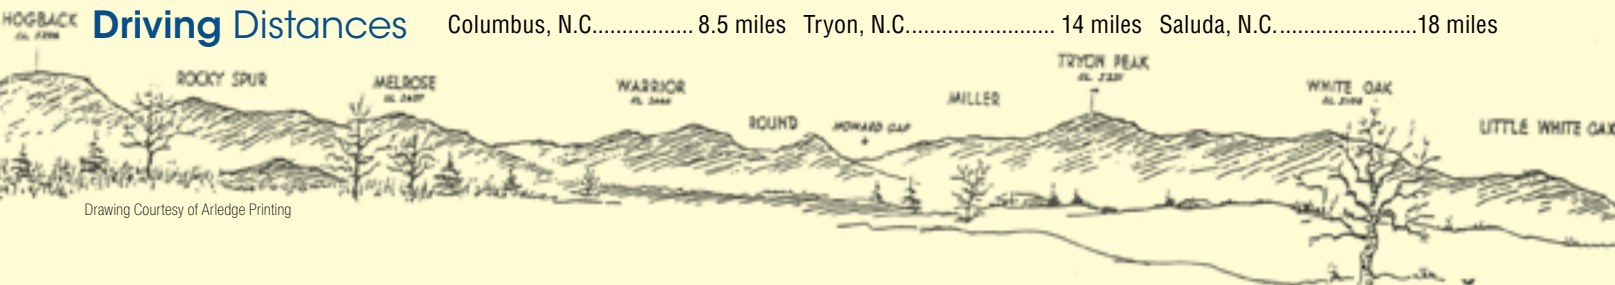 Driving Distances
Columbus, N.C................. 8.5 miles Tryon, N.C.......................... 14 miles Saluda, N.C.........................18 miles
HOGBACK
ROCKY SPUR
MELROSE
WARRIOR
ROUND
HOWARD GAP
MILLER
TRYON PEAK
WHITE OAK
LITTLE WHITE OAK
Drawing Courtesy of Arledge Printing